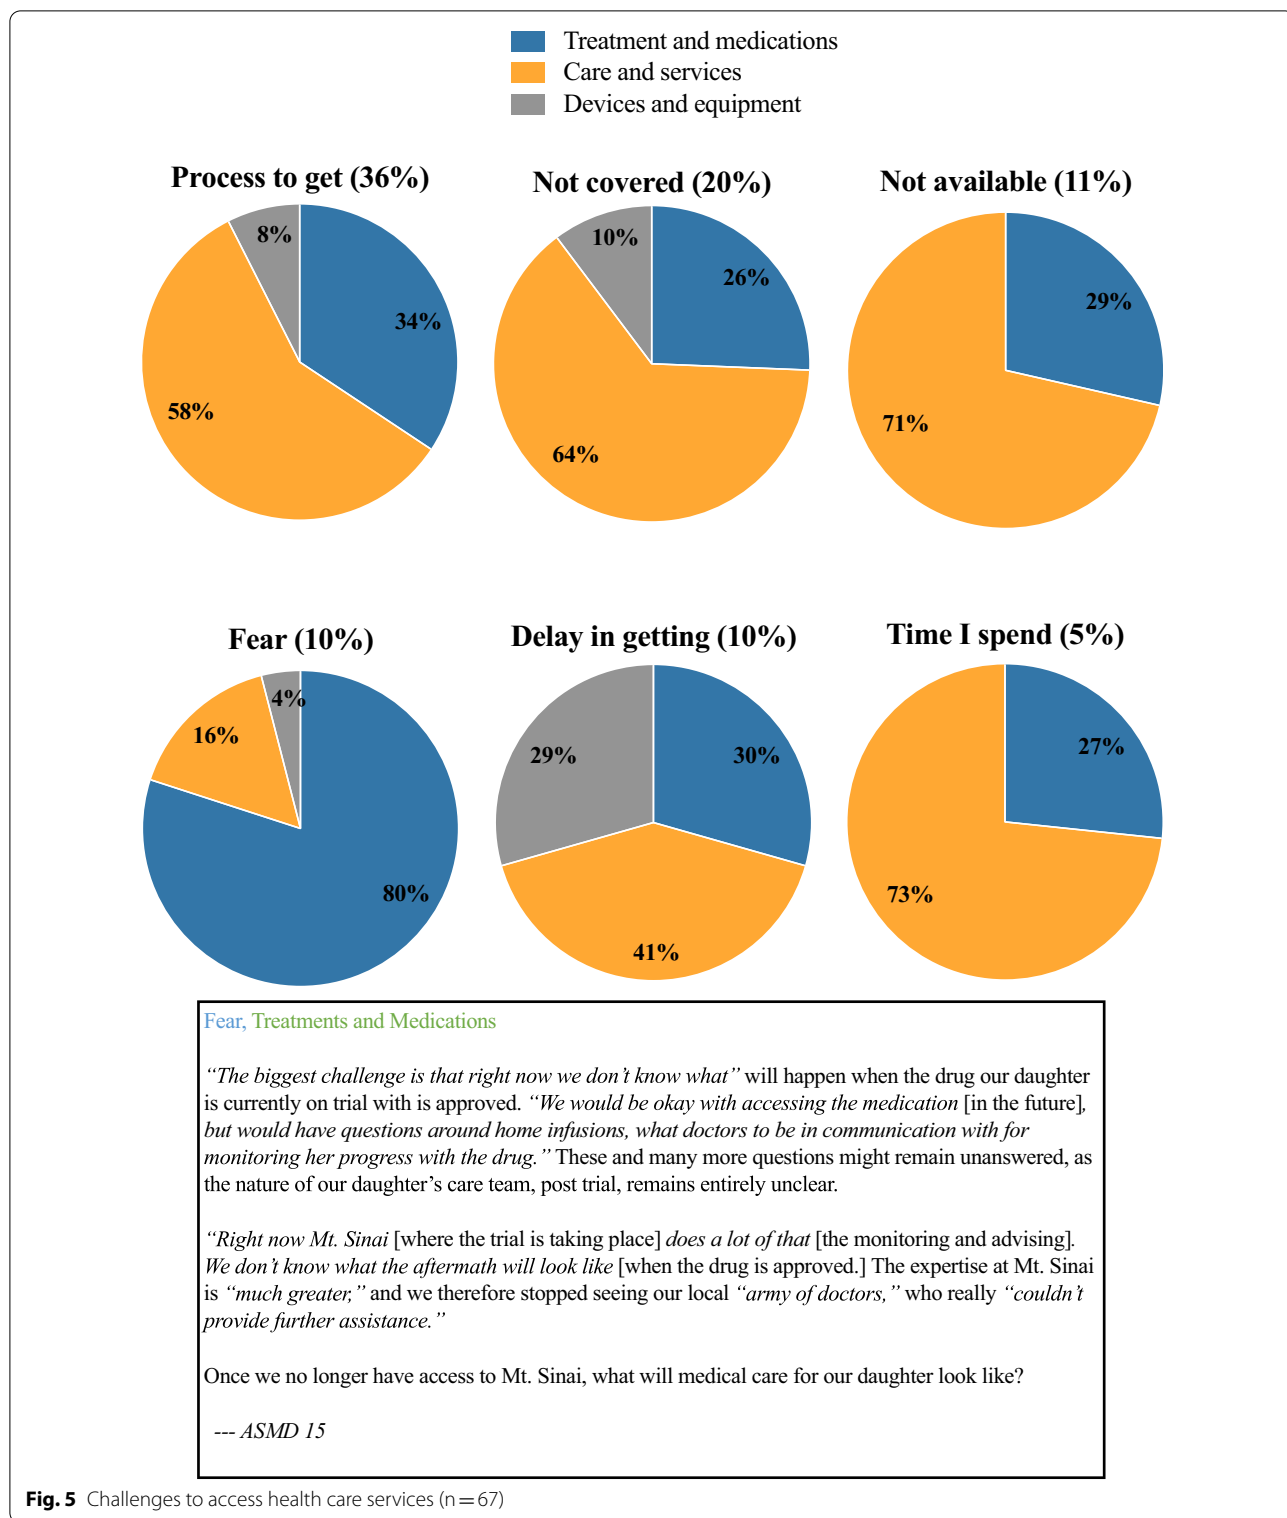 Treatment and medications
Care and services
Devices and equipment
Process to get (36%)
8%
34%
58%
Not covered (20%)
10%
26%
64%
Not available (11%)
29%
71%
Fear (10%)
4%
16%
80%
Delay in getting (10%)
29%
30%
41%
Time I spend (5%)
27%
73%
Fear, Treatments and Medications
“The biggest challenge is that right now we don’t know what” will happen when the drug our daughter
is currently on trial with is approved. “We would be okay with accessing the medication [in the future],
but would have questions around home infusions, what doctors to be in communication with for
monitoring her progress with the drug.” These and many more questions might remain unanswered, as
the nature of our daughter’s care team, post trial, remains entirely unclear.
“Right now Mt. Sinai [where the trial is taking place] does a lot of that [the monitoring and advising].
We don’t know what the aftermath will look like [when the drug is approved.] The expertise at Mt. Sinai
is “much greater,” and we therefore stopped seeing our local “army of doctors,” who really “couldn’t
provide further assistance.”
Once we no longer have access to Mt. Sinai, what will medical care for our daughter look like?
--- ASMD 15
Fig. 5 Challenges to access health care services (n = 67)